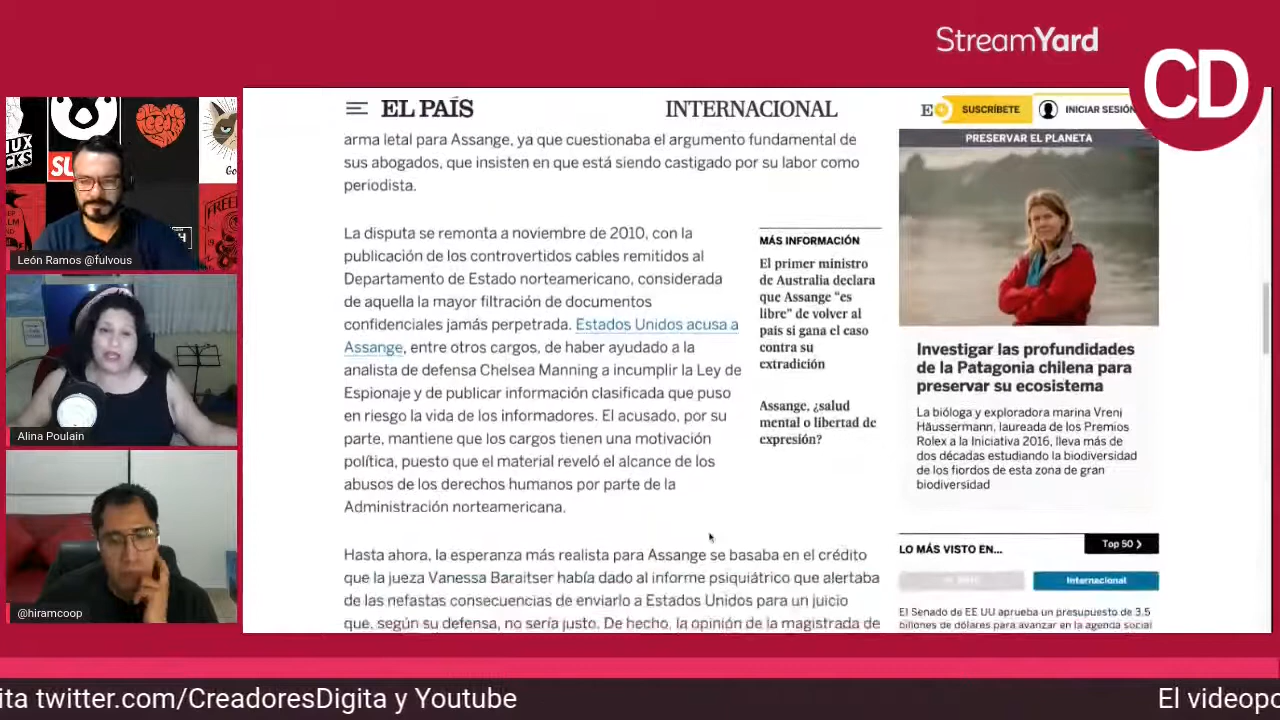 StreamYard
CD
EL PAÍS
INTERNACIONAL
E
SUSCRÍBETE
INICIAR SESIÓN
arma letal para Assange, ya que cuestionaba el argumento fundamental de
sus abogados, que insisten en que está siendo castigado por su labor como
periodista.
La disputa se remonta a noviembre de 2010, con la
publicación de los controvertidos cables remitidos al
Departamento de Estado norteamericano, considerada
de aquella la mayor filtración de documentos
confidenciales jamás perpetrada. Estados Unidos acusa a
Assange, entre otros cargos, de haber ayudado a la
analista de defensa Chelsea Manning a incumplir la Ley de
Espionaje y de publicar información clasificada que puso
en riesgo la vida de los informadores. El acusado, por su
parte, mantiene que los cargos tienen una motivación
política, puesto que el material reveló el alcance de los
abusos de los derechos humanos por parte de la
Administración norteamericana.
Hasta ahora, la esperanza más realista para Assange se basaba en el crédito
que la jueza Vanessa Baraitser había dado al informe psiquiátrico que alertaba
de las nefastas consecuencias de enviarlo a Estados Unidos para un juicio
que, según su defensa, no sería justo. De hecho, la opinión de la magistrada de
MÁS INFORMACIÓN
El primer ministro
de Australia declara
que Assange "es
libre" de volver al
país si gana el caso
contra su
extradición
Assange, ¿salud
mental o libertad de
expresión?
PRESERVAR EL PLANETA
Investigar las profundidades
de la Patagonia chilena para
preservar su ecosistema
La bióloga y exploradora marina Vreni
Häussermann, laureada de los Premios
Rolex a la Iniciativa 2016, lleva más de
dos décadas estudiando la biodiversidad
de los fiordos de esta zona de gran
biodiversidad
LO MÁS VISTO EN...
Top 50
Internacional
El Senado de EE UU aprueba un presupuesto de 3,5
billones de dólares para avanzar en la agenda social
León Ramos @fulvous
Alina Poulain
@hiramcoop
ita twitter.com/CreadoresDigita y Youtube
El videopo